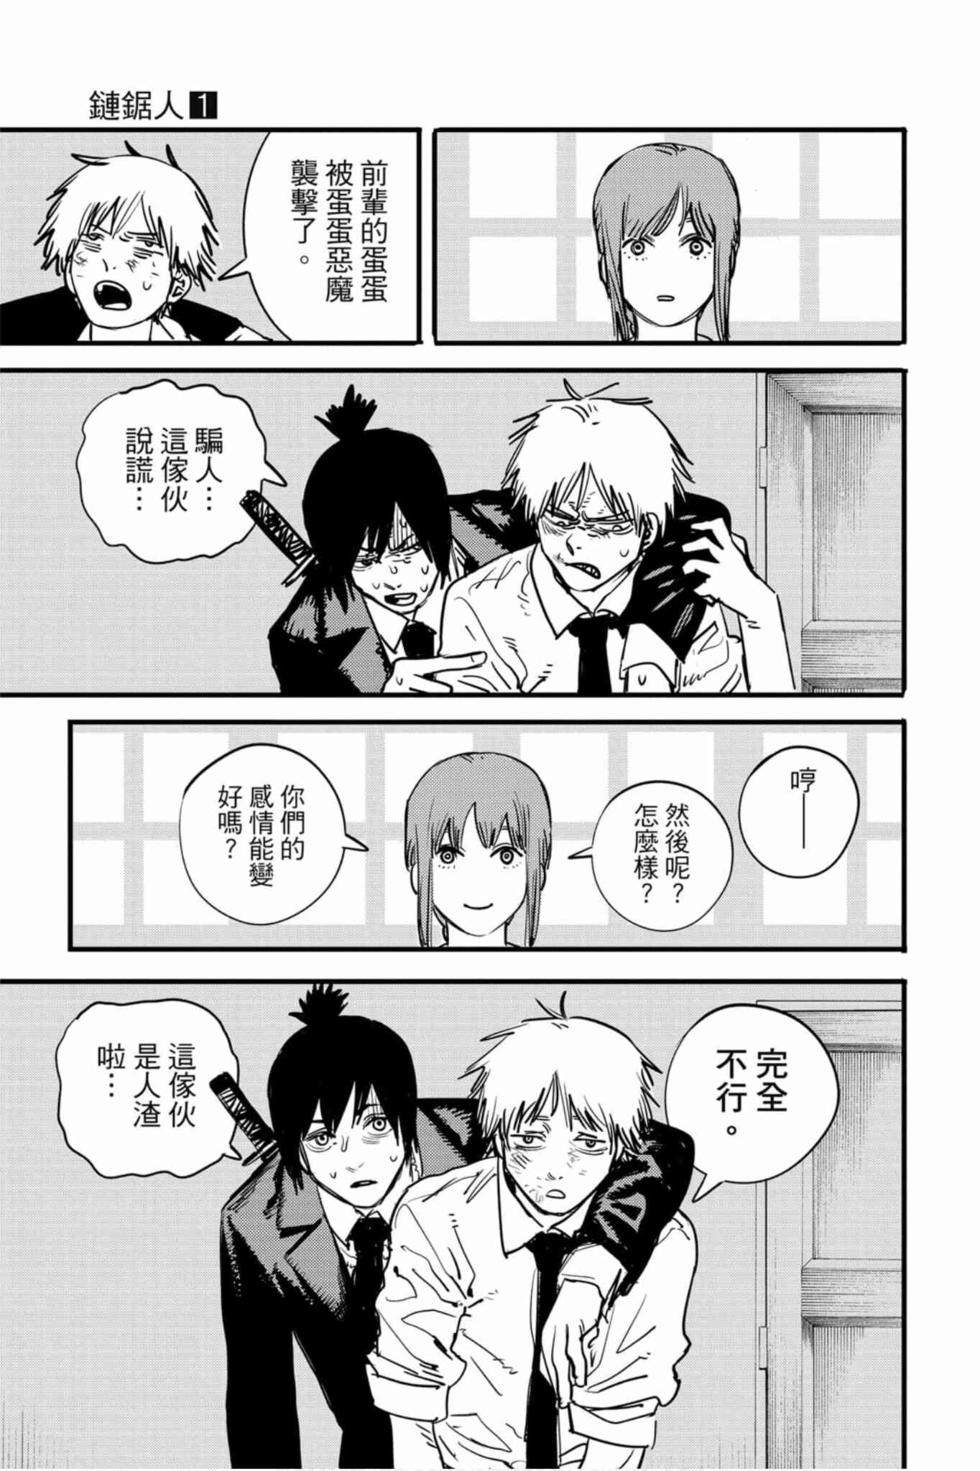 鏈鋸人1
前輩的蛋蛋
被蛋蛋惡魔
襲擊了。
騙人…
這傢伙
說謊…
哼──
然後呢？
怎麼樣？
你們的
感情能變
好嗎？
完全
不行。
這傢伙
是人渣
啦…